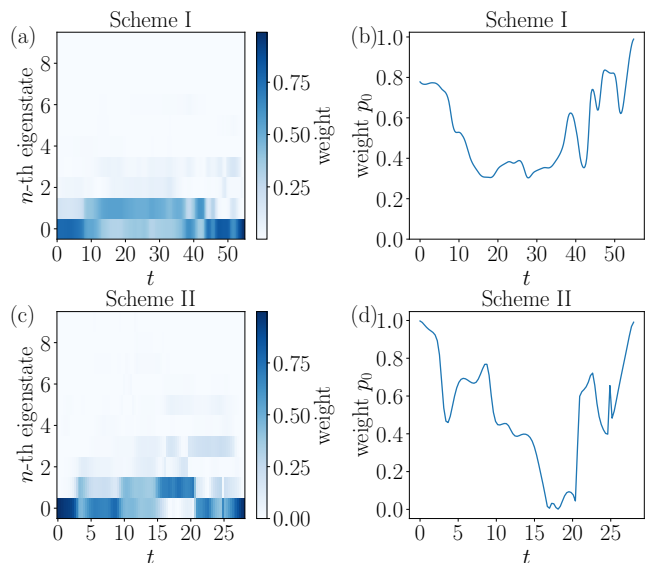 Scheme I
(a)
n-th eigenstate
8
6
4
2
0
0 10 20 30 40 50
t
0.75
0.50
0.25
weight
Scheme I
(b)
weight p₀
1.0
0.8
0.6
0.4
0.2
0.0
0 10 20 30 40 50
t
Scheme II
(c)
n-th eigenstate
8
6
4
2
0
0 5 10 15 20 25
t
0.75
0.50
0.25
0.00
weight
Scheme II
(d)
weight p₀
1.0
0.8
0.6
0.4
0.2
0.0
0 5 10 15 20 25
t